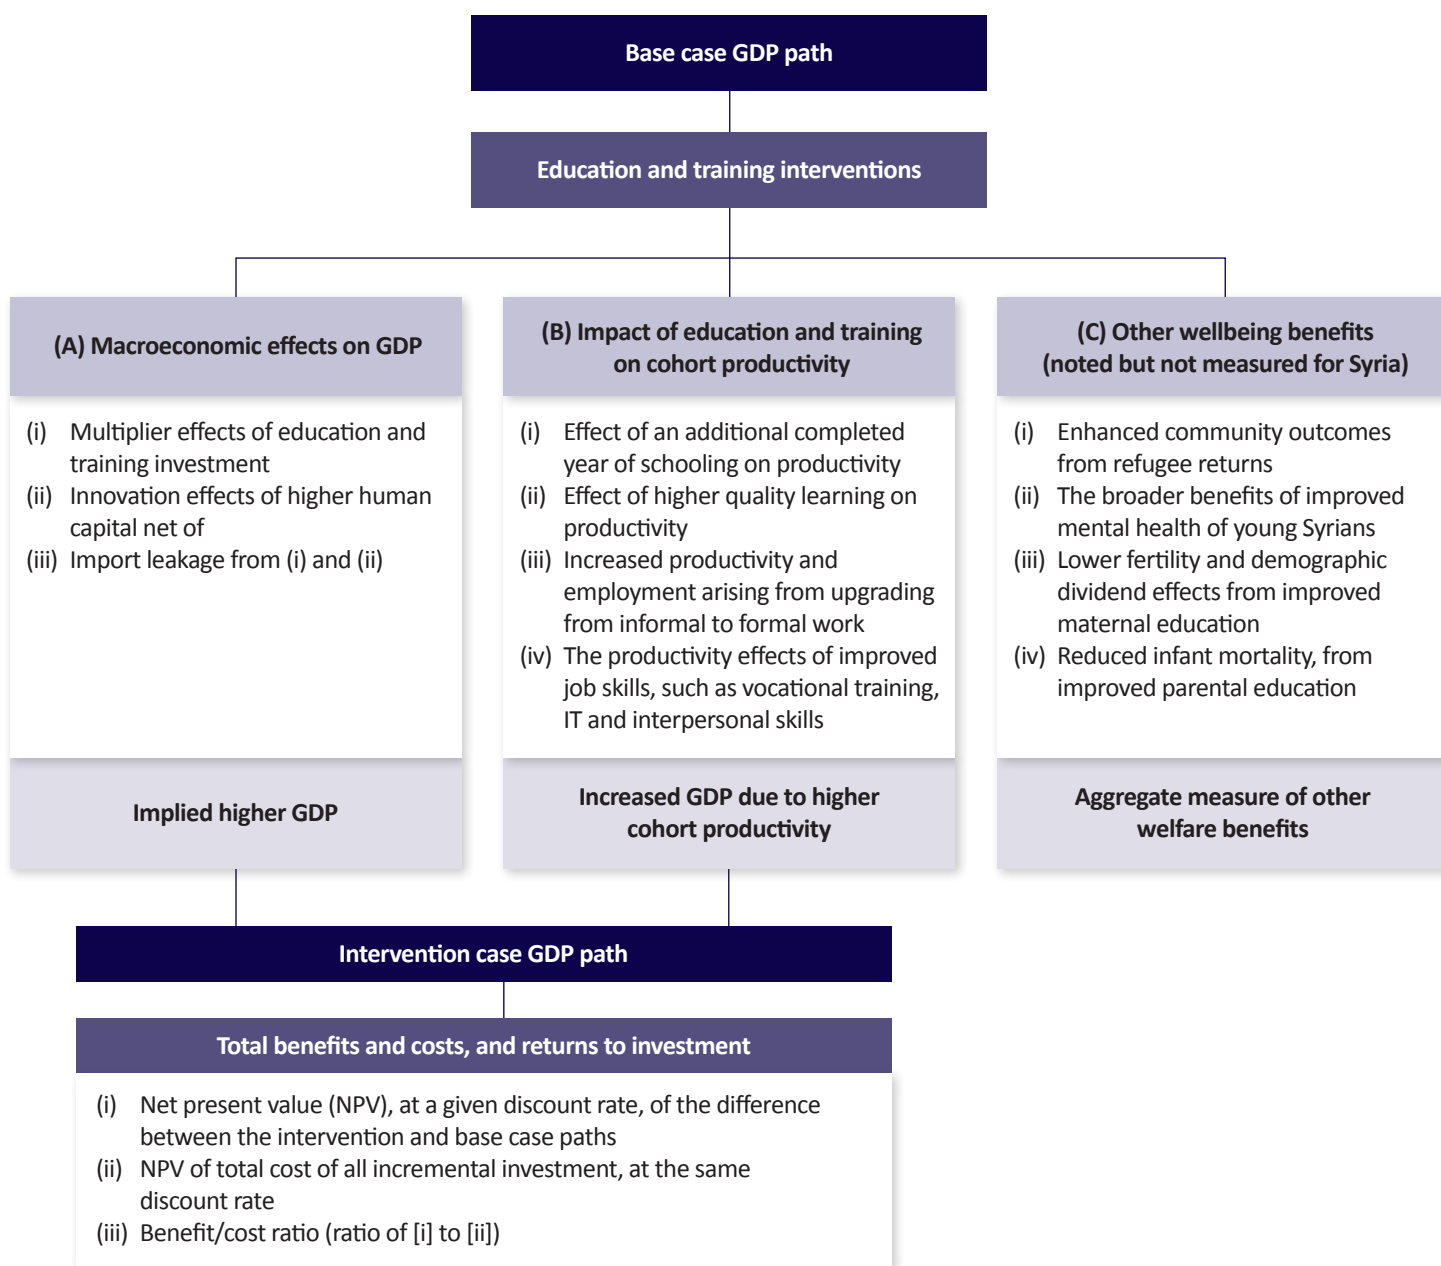 Base case GDP path
Education and training interventions
(A) Macroeconomic effects on GDP
(i) Multiplier effects of education and
training investment
(ii) Innovation effects of higher human
capital net of
(iii) Import leakage from (i) and (ii)
Implied higher GDP
(B) Impact of education and training
on cohort productivity
(i) Effect of an additional completed
year of schooling on productivity
(ii) Effect of higher quality learning on
productivity
(iii) Increased productivity and
employment arising from upgrading
from informal to formal work
(iv) The productivity effects of improved
job skills, such as vocational training,
IT and interpersonal skills
Increased GDP due to higher
cohort productivity
(C) Other wellbeing benefits
(noted but not measured for Syria)
(i) Enhanced community outcomes
from refugee returns
(ii) The broader benefits of improved
mental health of young Syrians
(iii) Lower fertility and demographic
dividend effects from improved
maternal education
(iv) Reduced infant mortality, from
improved parental education
Aggregate measure of other
welfare benefits
Intervention case GDP path
Total benefits and costs, and returns to investment
(i) Net present value (NPV), at a given discount rate, of the difference
between the intervention and base case paths
(ii) NPV of total cost of all incremental investment, at the same
discount rate
(iii) Benefit/cost ratio (ratio of [i] to [ii])